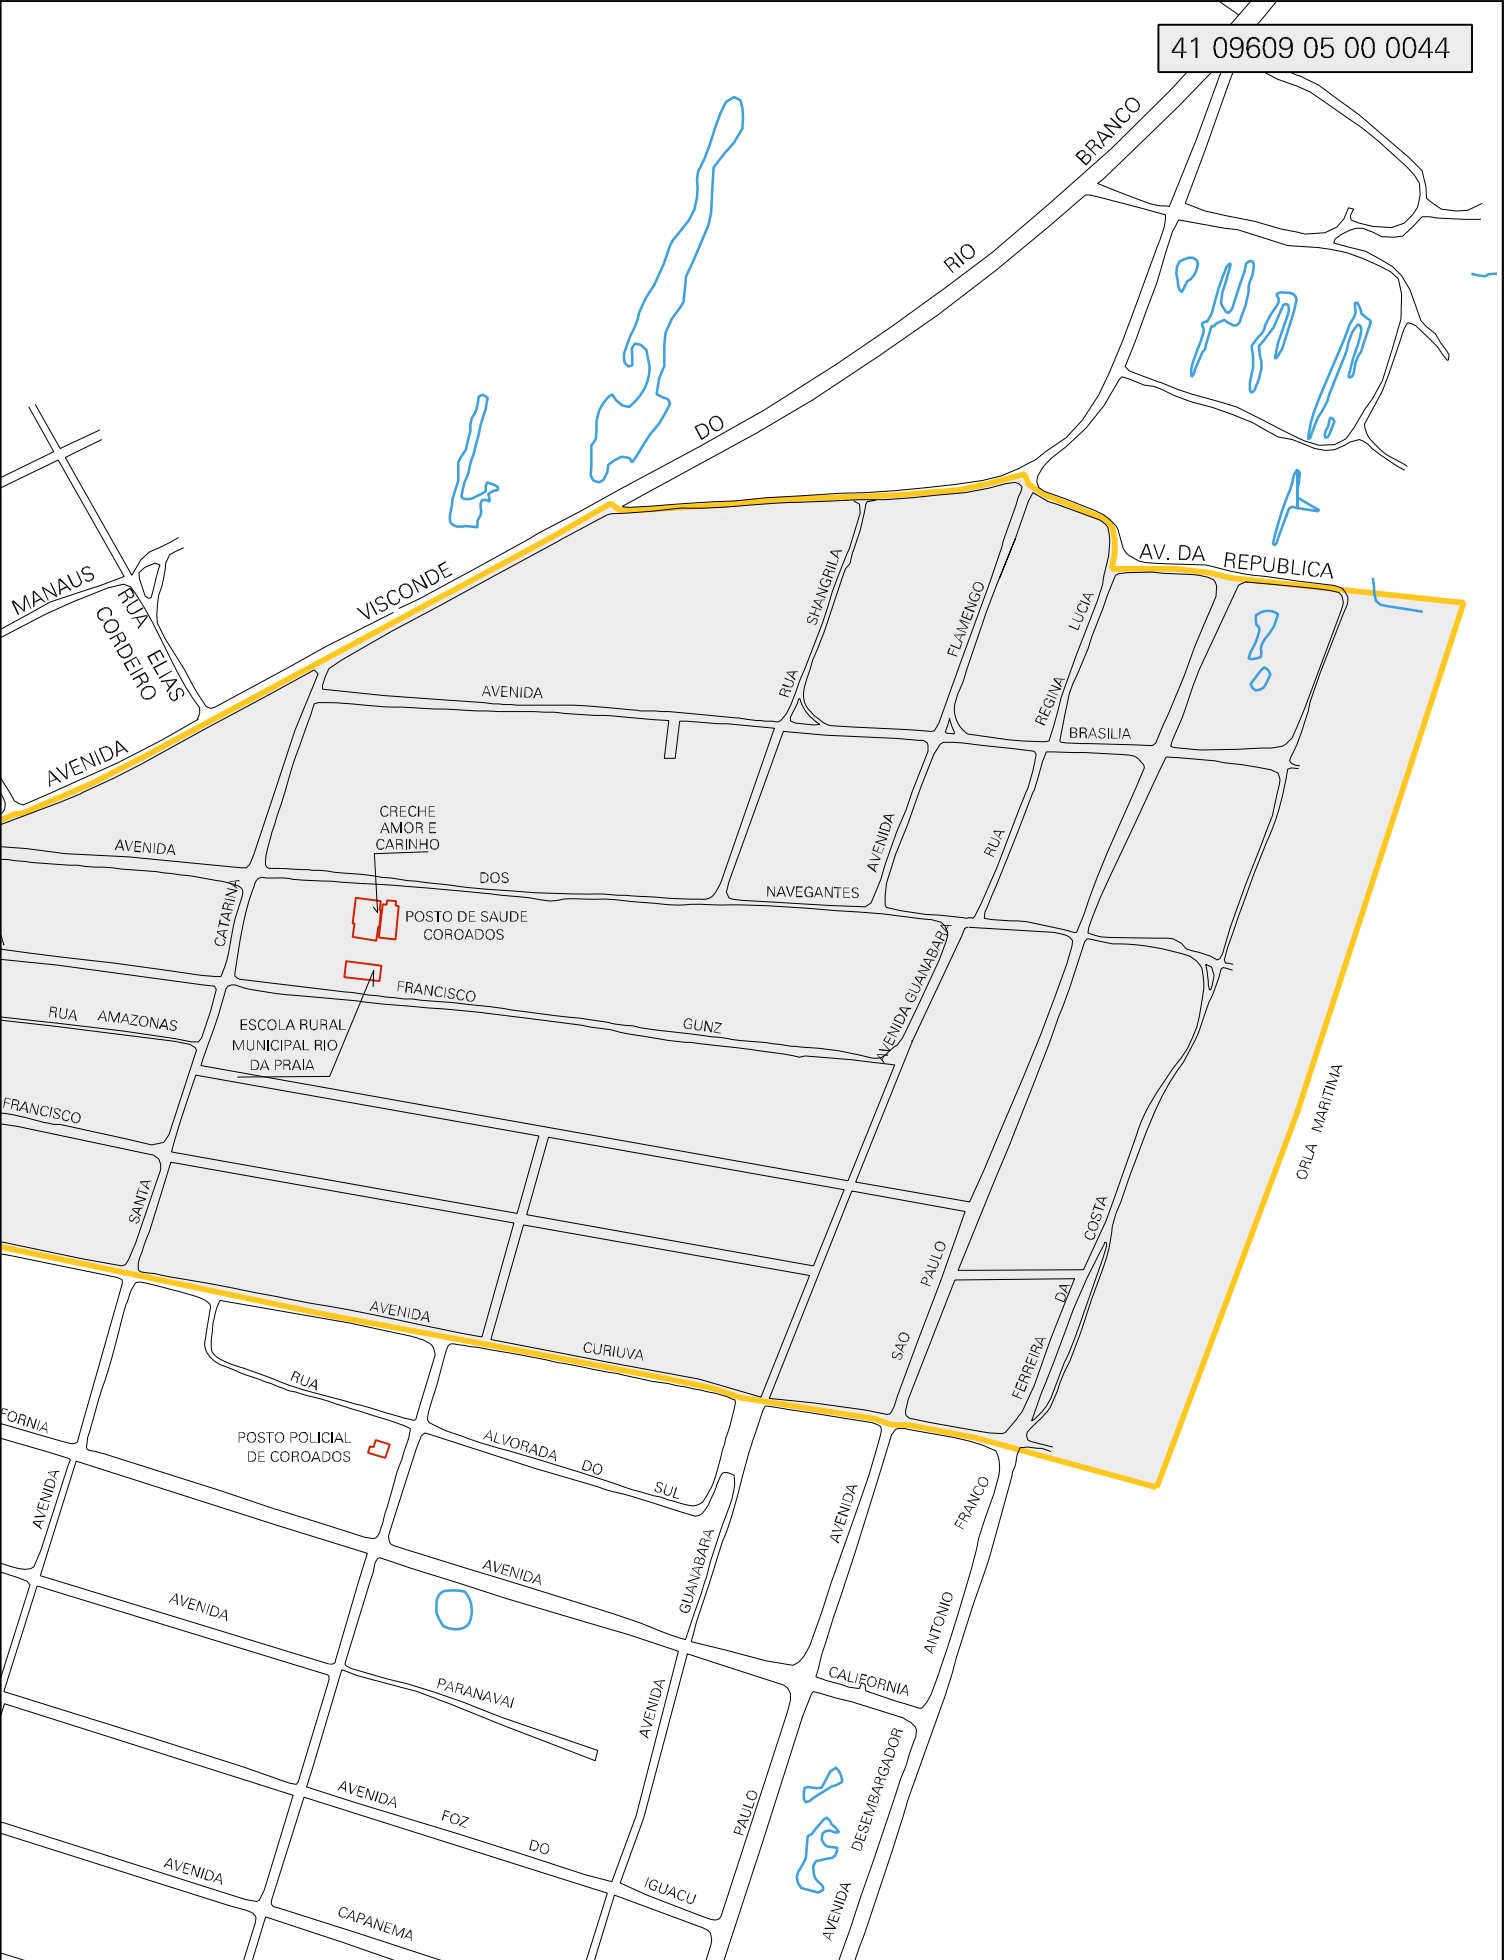 41 09609 05 00 0044
BRANCO
RIO
DO
VISCONDE
AVENIDA
MANAUS
RUA ELIAS
CORDEIRO
AV. DA REPUBLICA
SHANGRILA
RUA
FLAMENGO
LUCIA
REGINA
AVENIDA
BRASILIA
CRECHE
AMOR E
CARINHO
AVENIDA
DOS
NAVEGANTES
AVENIDA
RUA
CATARINA
POSTO DE SAUDE
COROADOS
FRANCISCO
GUNZ
AVENIDA GUANABARA
RUA AMAZONAS
ESCOLA RURAL
MUNICIPAL RIO
DA PRAIA
FRANCISCO
SANTA
ORLA MARITIMA
COSTA
DA
FERREIRA
PAULO
SAO
AVENIDA
CURIUVA
RUA
ALVORADA DO SUL
POSTO POLICIAL
DE COROADOS
FORNIA
AVENIDA
AVENIDA
FRANCO
ANTONIO
GUANABARA
AVENIDA
AVENIDA
CALIFORNIA
PARANAVAI
AVENIDA
DESEMBARGADOR
AVENIDA
PAULO
AVENIDA FOZ DO IGUACU
AVENIDA
CAPANEMA